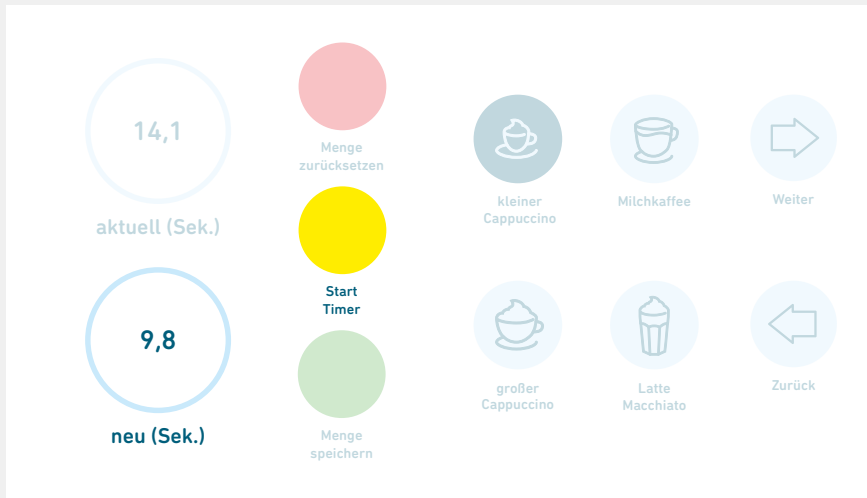 14,1
aktuell (Sek.)
9,8
neu (Sek.)
Menge
zurücksetzen
Start
Timer
Menge
speichern
kleiner
Cappuccino
Milchkaffee
Weiter
großer
Cappuccino
Latte
Macchiato
Zurück